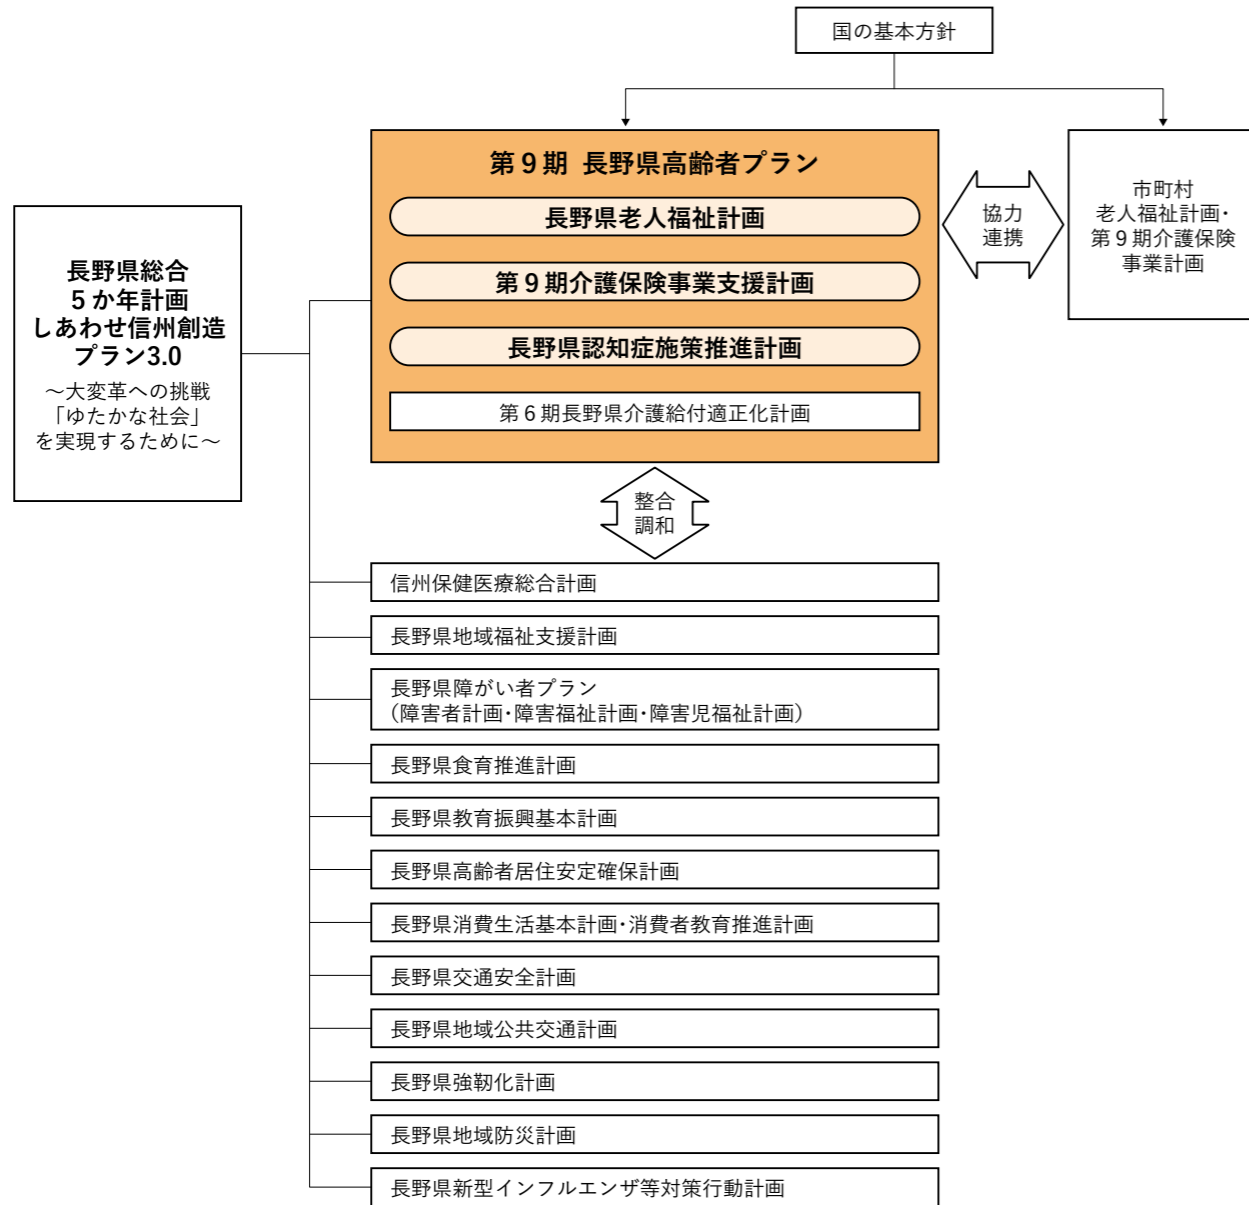 国の基本方針
第9期 長野県高齢者プラン
長野県老人福祉計画
第9期介護保険事業支援計画
長野県認知症施策推進計画
第6期長野県介護給付適正化計画
協力
連携
市町村
老人福祉計画・
第9期介護保険
事業計画
長野県総合
5か年計画
しあわせ信州創造
プラン3.0
~大変革への挑戦
「ゆたかな社会」
を実現するために~
整合
調和
信州保健医療総合計画
長野県地域福祉支援計画
長野県障がい者プラン
(障害者計画・障害福祉計画・障害児福祉計画)
長野県食育推進計画
長野県教育振興基本計画
長野県高齢者居住安定確保計画
長野県消費生活基本計画・消費者教育推進計画
長野県交通安全計画
長野県地域公共交通計画
長野県強靱化計画
長野県地域防災計画
長野県新型インフルエンザ等対策行動計画